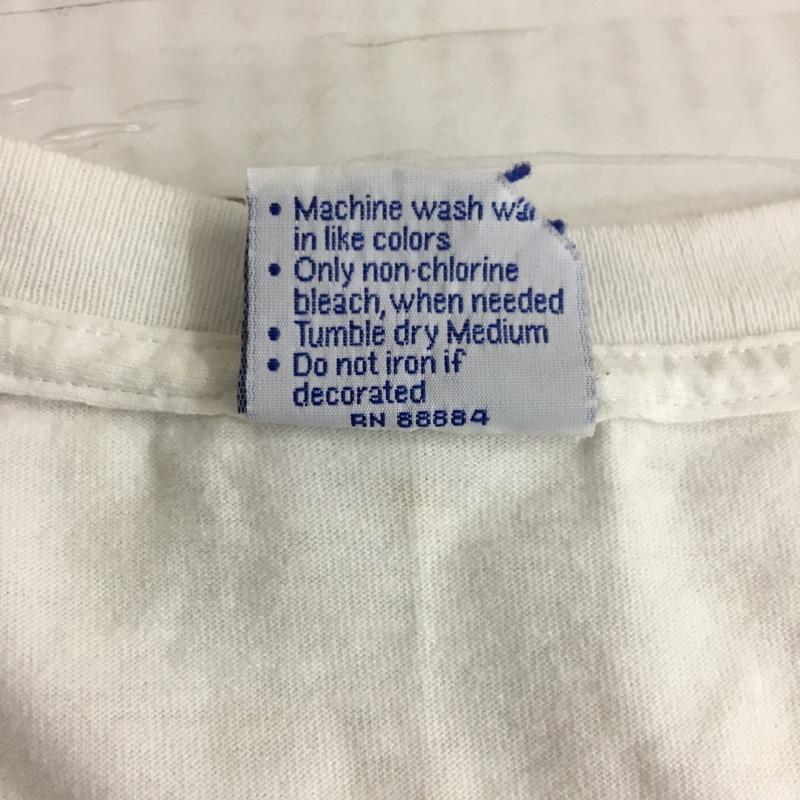 • Machine wash
in like colors
• Only non-chlorine
bleach, when needed
• Tumble dry Medium
• Do not iron if
decorated
RN 88884